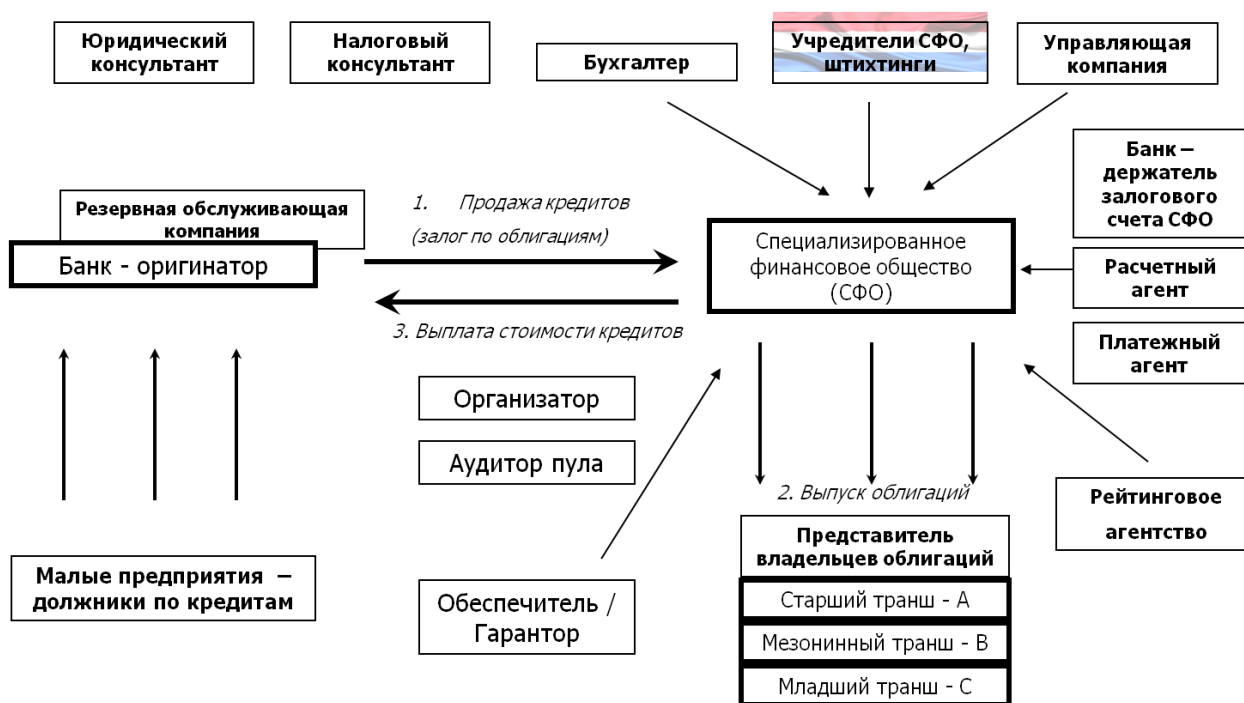 Юридический
консультант
Налоговый
консультант
Бухгалтер
Учредители СФО,
штихтинги
Управляющая
компания
Банк –
держатель
залогового
счета СФО
Резервная обслуживающая
компания
Банк - оригинатор
1. Продажа кредитов
(залог по облигациям)
Специализированное
финансовое общество
(СФО)
Расчетный
агент
3. Выплата стоимости кредитов
Платежный
агент
Организатор
Аудитор пула
2. Выпуск облигаций
Рейтинговое
агентство
Представитель
владельцев облигаций
Малые предприятия –
должники по кредитам
Обеспечитель /
Гарантор
Старший транш - А
Мезонинный транш - В
Младший транш - С